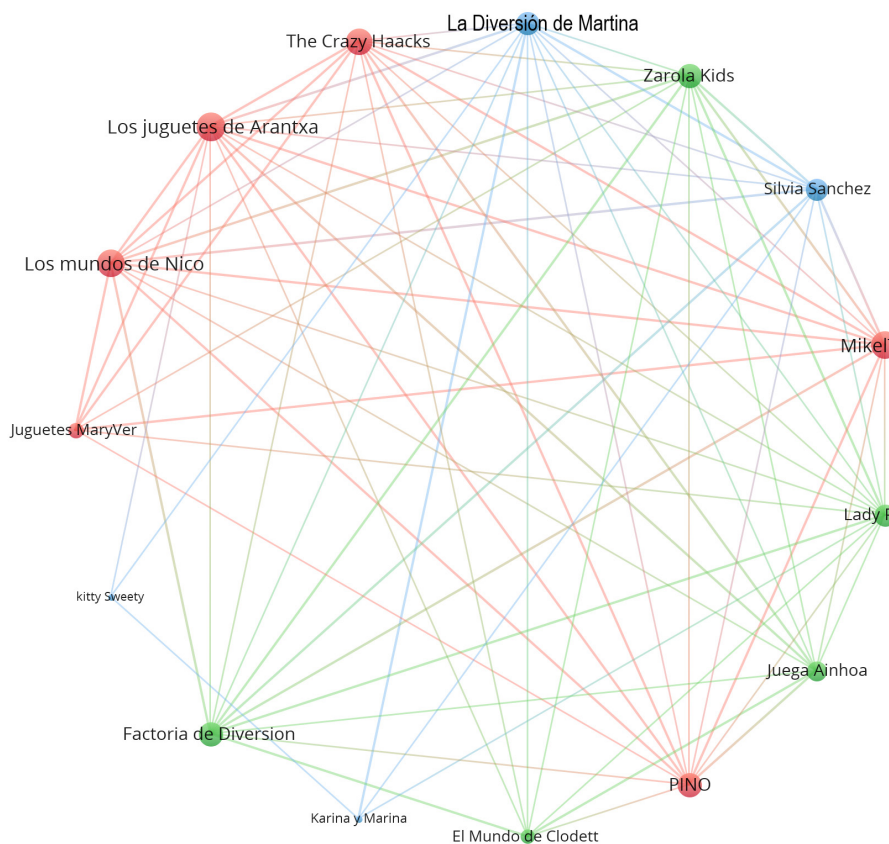 La Diversión de Martina
The Crazy Haacks
Zarola Kids
Los juguetes de Arantxa
Silvia Sanchez
Los mundos de Nico
Juguetes MaryVer
Lady
kitty Sweety
Juega Ainhoa
Factoria de Diversion
PINO
Karina y Marina
El Mundo de Clodett